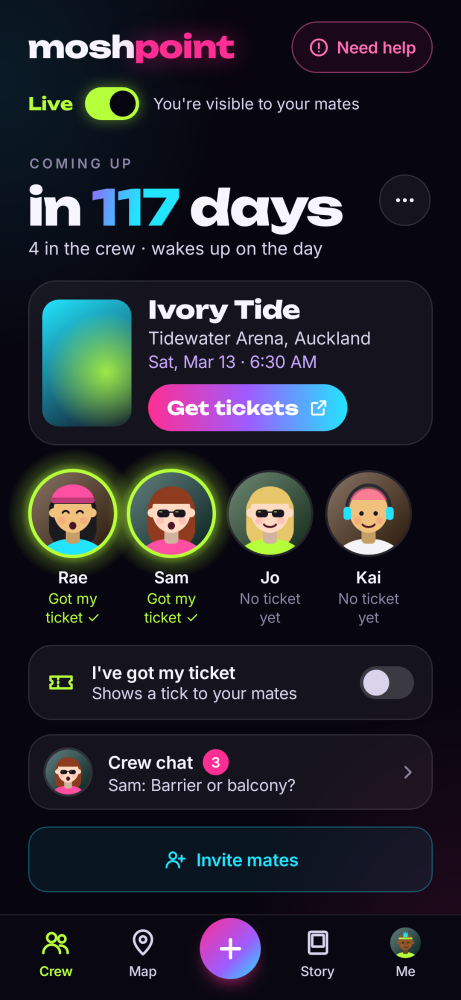 moshpoint
Need help
Live
You're visible to your mates
COMING UP
in 117 days
4 in the crew · wakes up on the day
Ivory Tide
Tidewater Arena, Auckland
Sat, Mar 13 · 6:30 AM
Get tickets
Rae
Got my
ticket ✓
Sam
Got my
ticket ✓
Jo
No ticket
yet
Kai
No ticket
yet
I've got my ticket
Shows a tick to your mates
Crew chat 3
Sam: Barrier or balcony?
Invite mates
Crew
Map
Story
Me